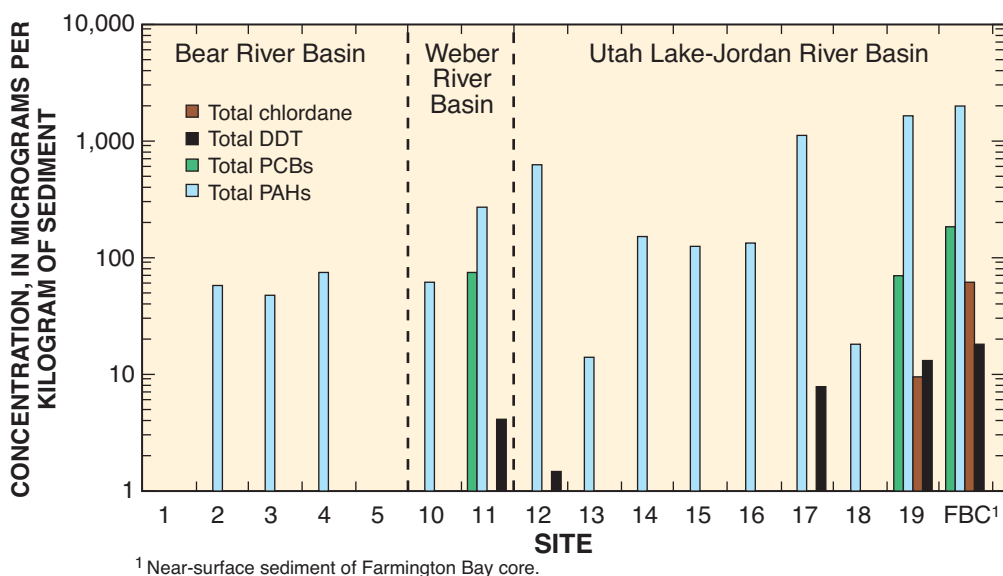 CONCENTRATION, IN MICROGRAMS PER
KILOGRAM OF SEDIMENT
10,000
1,000
100
10
1
Bear River Basin
Weber
River
Basin
Utah Lake-Jordan River Basin
Total chlordane
Total DDT
Total PCBs
Total PAHs
1 2 3 4 5 10 11 12 13 14 15 16 17 18 19 FBC¹
SITE
¹ Near-surface sediment of Farmington Bay core.